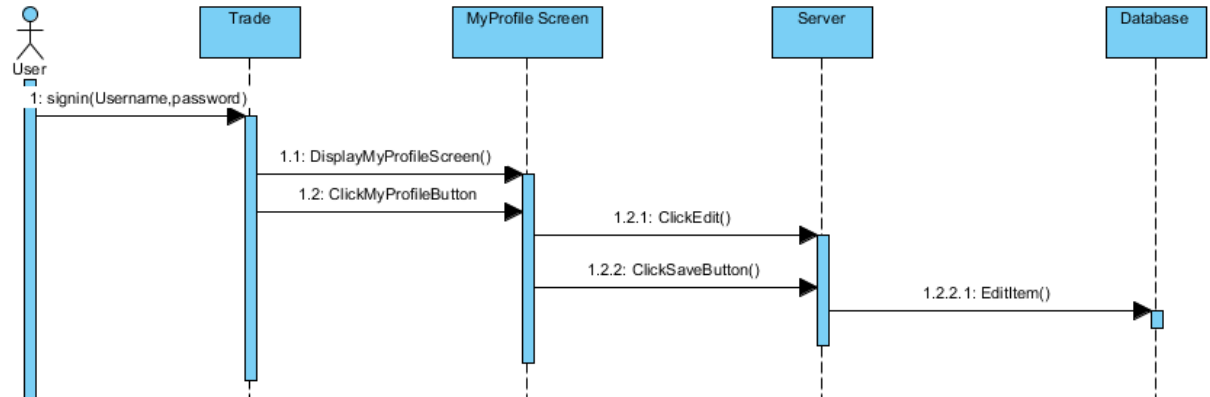 Trade
MyProfile Screen
Server
Database
User
1: signin(Username,password)
1.1: DisplayMyProfileScreen()
1.2: ClickMyProfileButton
1.2.1: ClickEdit()
1.2.2: ClickSaveButton()
1.2.2.1: EditItem()